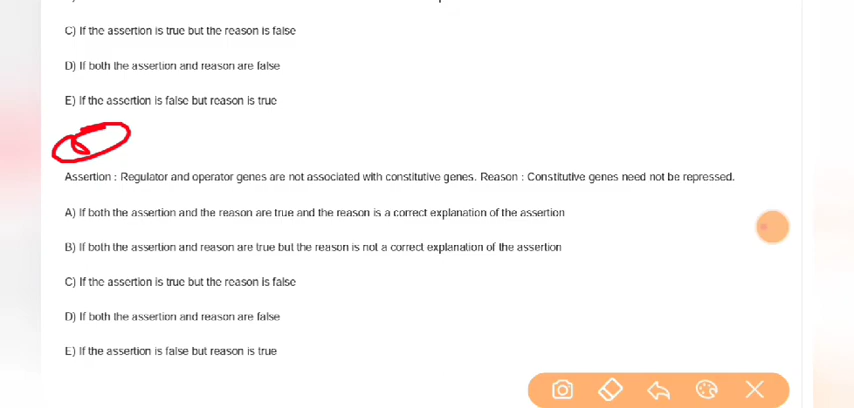 C) If the assertion is true but the reason is false
D) If both the assertion and reason are false
E) If the assertion is false but reason is true
Assertion : Regulator and operator genes are not associated with constitutive genes. Reason : Constitutive genes need not be repressed.
A) If both the assertion and the reason are true and the reason is a correct explanation of the assertion
B) If both the assertion and reason are true but the reason is not a correct explanation of the assertion
C) If the assertion is true but the reason is false
D) If both the assertion and reason are false
E) If the assertion is false but reason is true